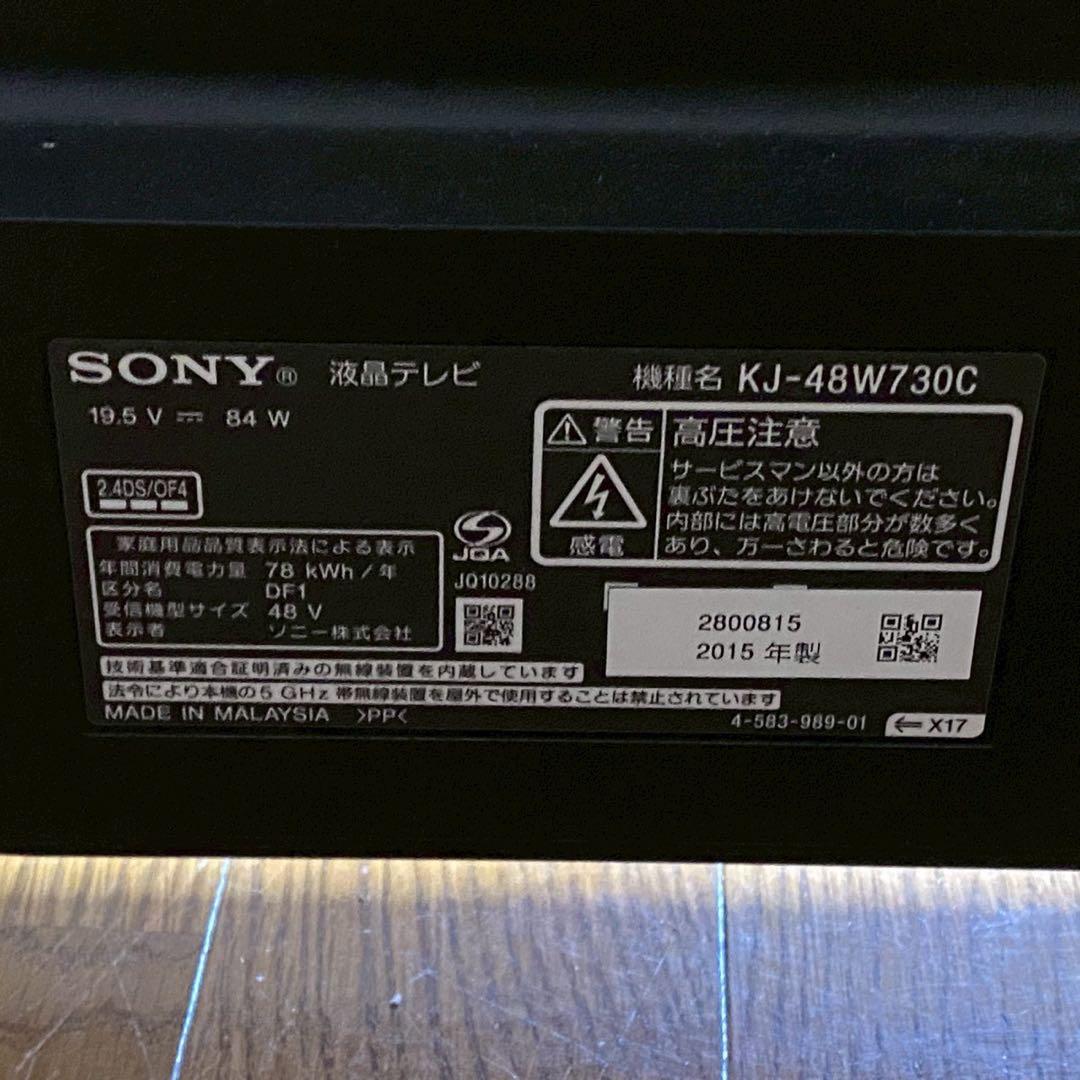 SONY® 液晶テレビ
19.5 V ⎓ 84 W
機種名 KJ-48W730C
⚠警告 高圧注意
感電
サービスマン以外の方は
裏ぶたをあけないでください。
内部には高電圧部分が数多く
あり、万一さわると危険です。
2.4DS/OF4
家庭用品品質表示法による表示
年間消費電力量 78 kWh/年
区分名 DF1
受信機型サイズ 48 V
表示者 ソニー株式会社
JQA
JQ10288
2800815
2015 年製
技術基準適合証明済みの無線装置を内蔵しています
法令により本機の5 GHz 帯無線装置を屋外で使用することは禁止されています
MADE IN MALAYSIA >PP<
4-583-989-01
← X17